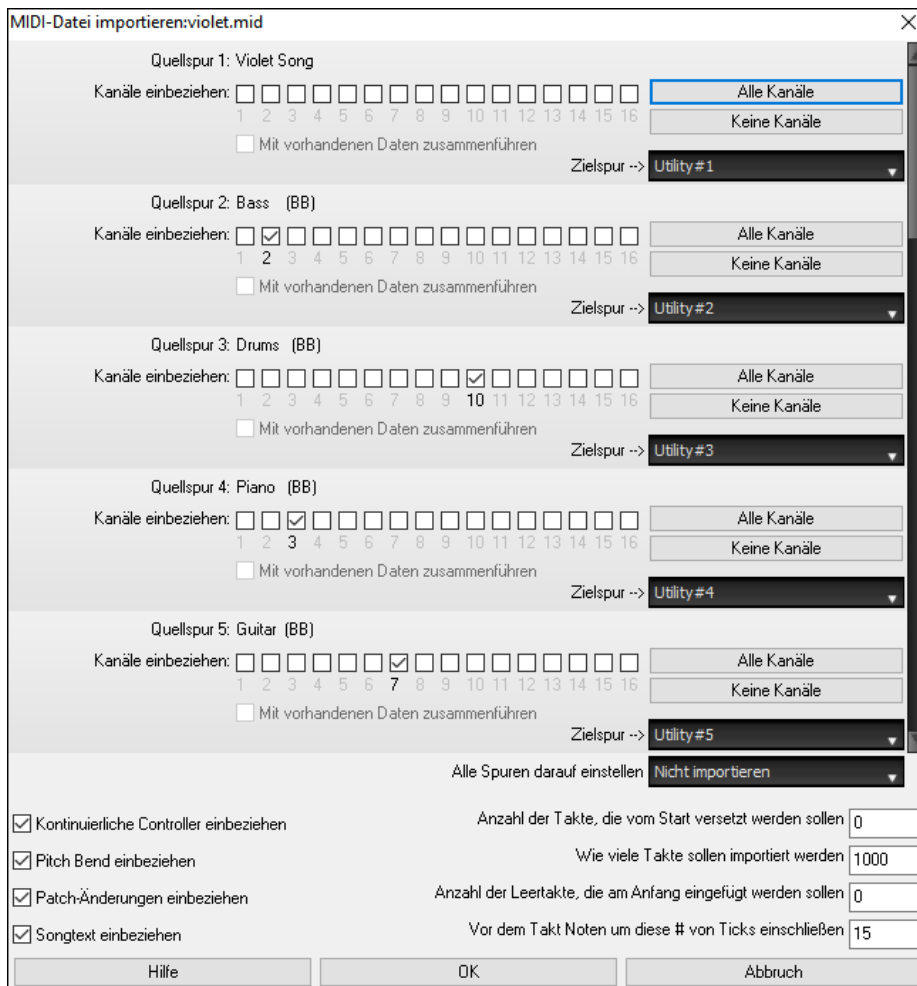 MIDI-Datei importieren:violet.mid
Quellspur 1: Violet Song
Kanäle einbeziehen: Alle Kanäle
1 2 3 4 5 6 7 8 9 10 11 12 13 14 15 16 Keine Kanäle
Mit vorhandenen Daten zusammenführen
Zielspur --> Utility#1
Quellspur 2: Bass (BB)
Kanäle einbeziehen: Alle Kanäle
1 2 3 4 5 6 7 8 9 10 11 12 13 14 15 16 Keine Kanäle
Mit vorhandenen Daten zusammenführen
Zielspur --> Utility#2
Quellspur 3: Drums (BB)
Kanäle einbeziehen: Alle Kanäle
1 2 3 4 5 6 7 8 9 10 11 12 13 14 15 16 Keine Kanäle
Mit vorhandenen Daten zusammenführen
Zielspur --> Utility#3
Quellspur 4: Piano (BB)
Kanäle einbeziehen: Alle Kanäle
1 2 3 4 5 6 7 8 9 10 11 12 13 14 15 16 Keine Kanäle
Mit vorhandenen Daten zusammenführen
Zielspur --> Utility#4
Quellspur 5: Guitar (BB)
Kanäle einbeziehen: Alle Kanäle
1 2 3 4 5 6 7 8 9 10 11 12 13 14 15 16 Keine Kanäle
Mit vorhandenen Daten zusammenführen
Zielspur --> Utility#5
Alle Spuren darauf einstellen Nicht importieren
Kontinuierliche Controller einbeziehen Anzahl der Takte, die vom Start versetzt werden sollen 0
Pitch Bend einbeziehen Wie viele Takte sollen importiert werden 1000
Patch-Änderungen einbeziehen Anzahl der Leertakte, die am Anfang eingefügt werden sollen 0
Songtext einbeziehen Vor dem Takt Noten um diese # von Ticks einschließen 15
Hilfe OK Abbruch